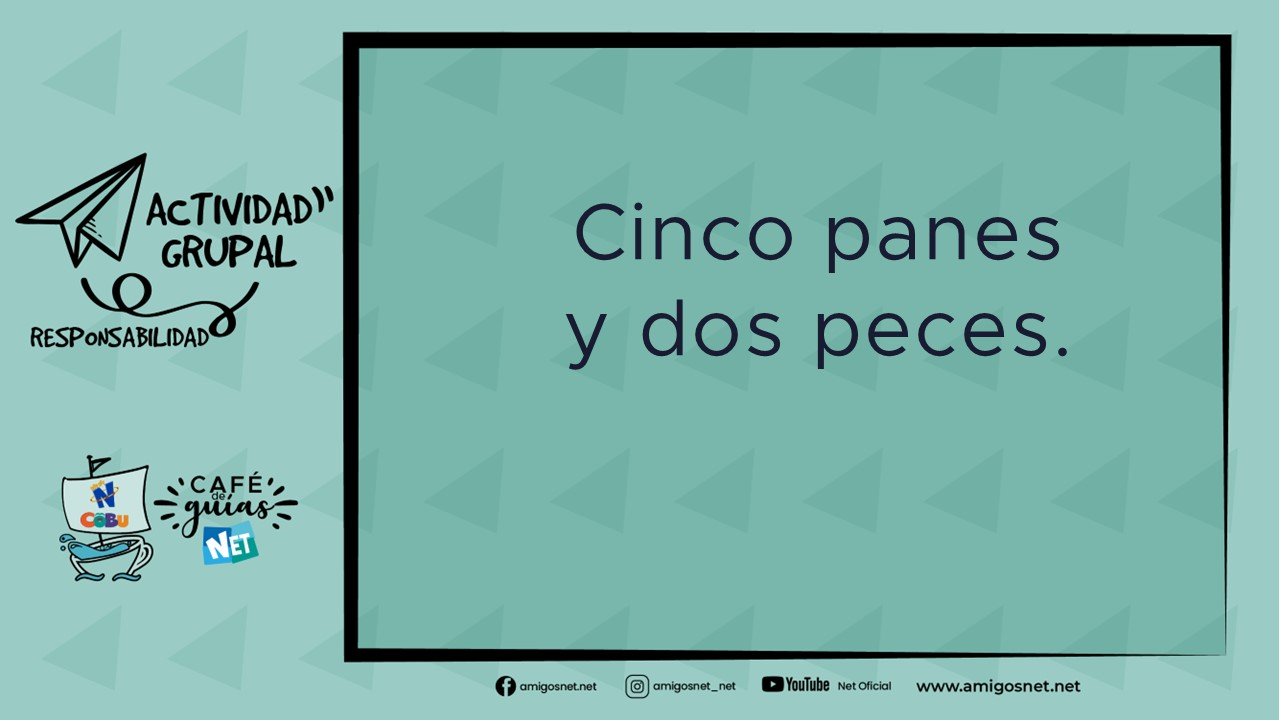 ACTIVIDAD"
GRUPAL
RESPONSABILIDAD
Cinco panes
y dos peces.
N
COBU
CAFÉ
de
guías
NET
amigosnet.net
amigosnet_net
YouTube Net Oficial
www.amigosnet.net